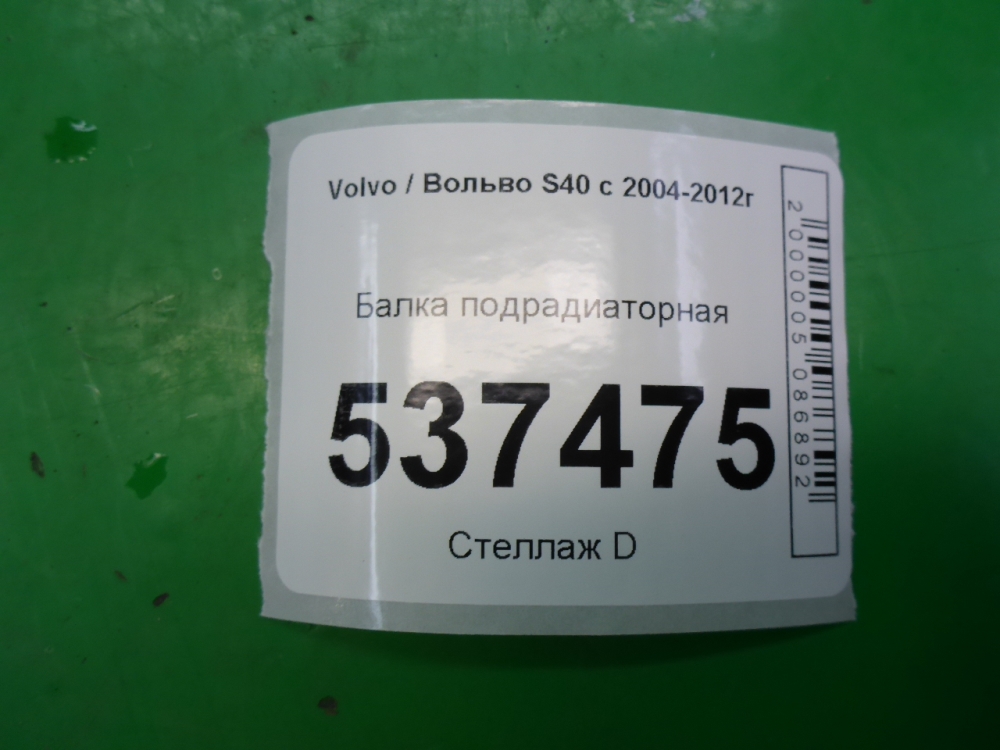 Volvo / Вольво S40 с 2004-2012г
Балка подрадиаторная
537475
Стеллаж D
2000005086892